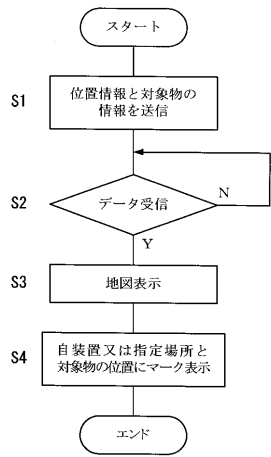 スタート
S1
位置情報と対象物の
情報を送信
S2
データ受信
N
Y
S3
地図表示
S4
自装置又は指定場所と
対象物の位置にマーク表示
エンド